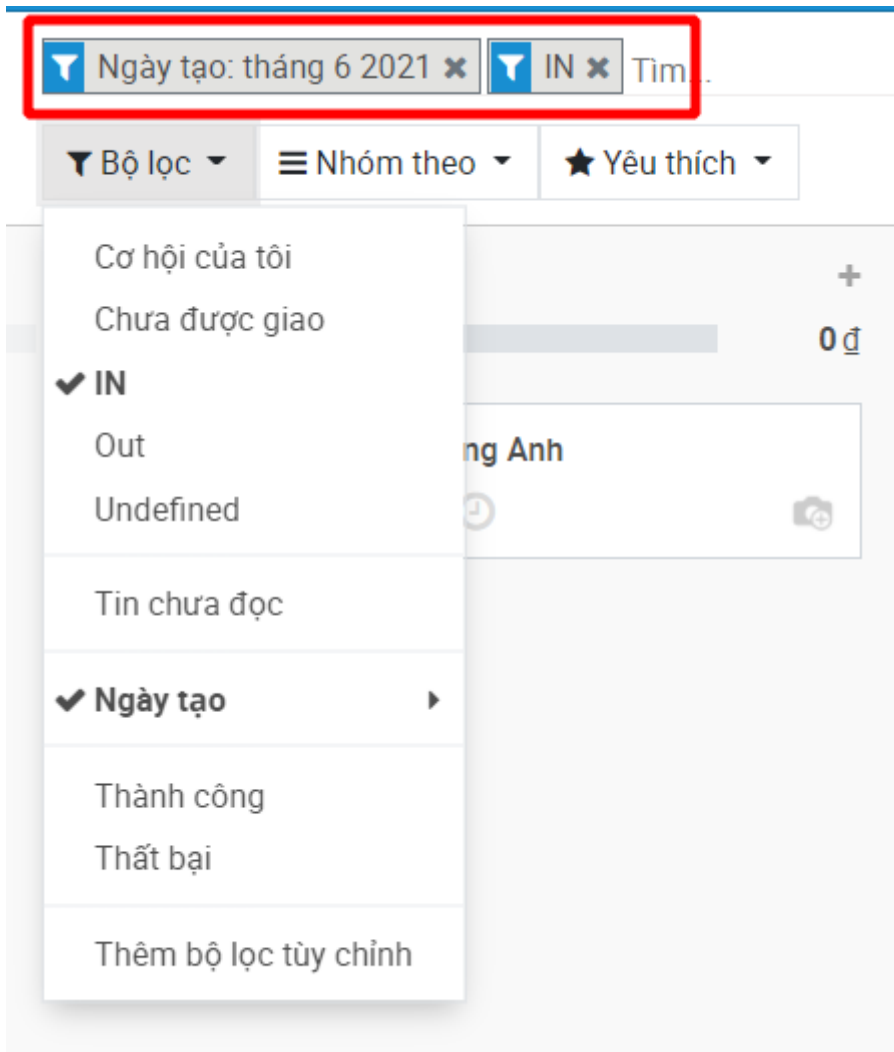 Ngày tạo: tháng 6 2021 IN Tìm...
Bộ lọc Nhóm theo Yêu thích
Cơ hội của tôi
Chưa được giao
0 đ
IN
Out
ng Anh
Undefined
Tin chưa đọc
Ngày tạo
Thành công
Thất bại
Thêm bộ lọc tùy chỉnh